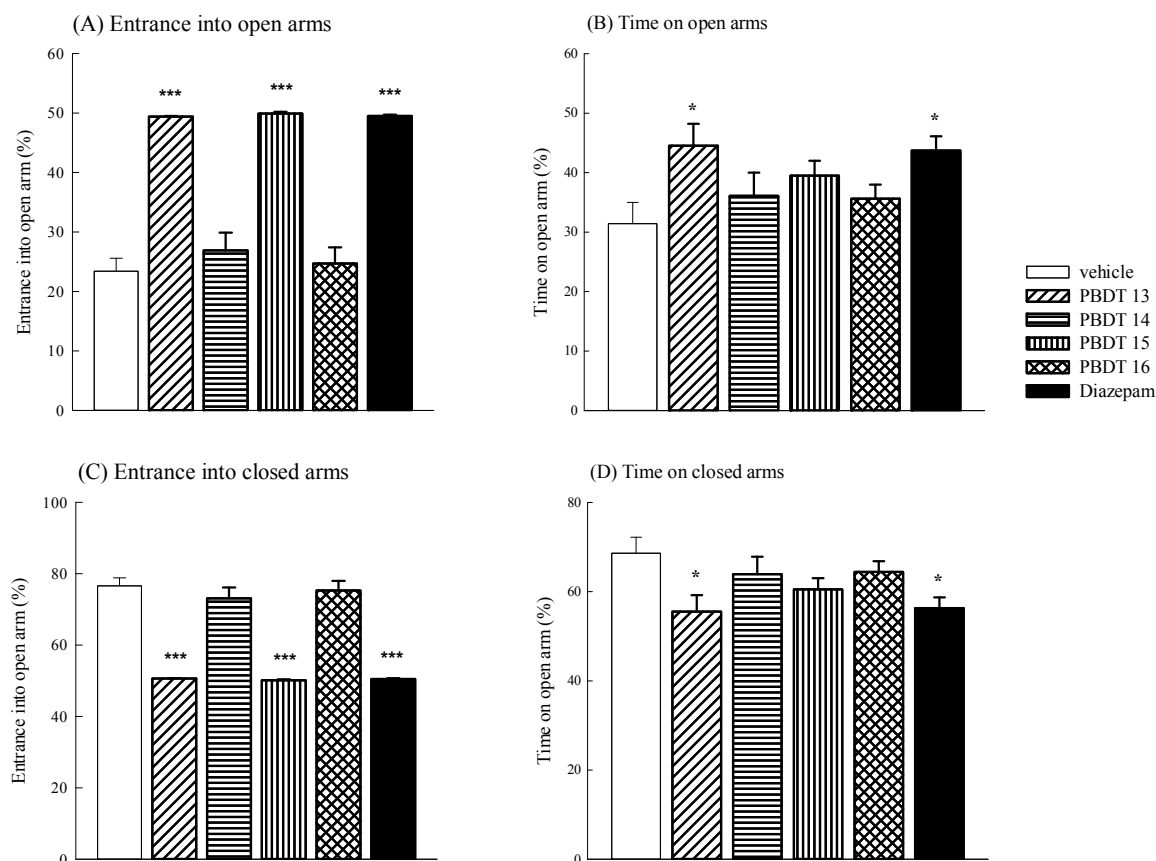 (A) Entrance into open arms
60
50
40
30
20
10
0
Entrance into open arm (%)
***
***
***
(B) Time on open arms
60
50
40
30
20
10
0
Time on open arm (%)
*
*
vehicle
PBDT 13
PBDT 14
PBDT 15
PBDT 16
Diazepam
(C) Entrance into closed arms
100
80
60
40
20
0
Entrance into open arm (%)
***
***
***
(D) Time on closed arms
80
60
40
20
0
Time on open arm (%)
*
*